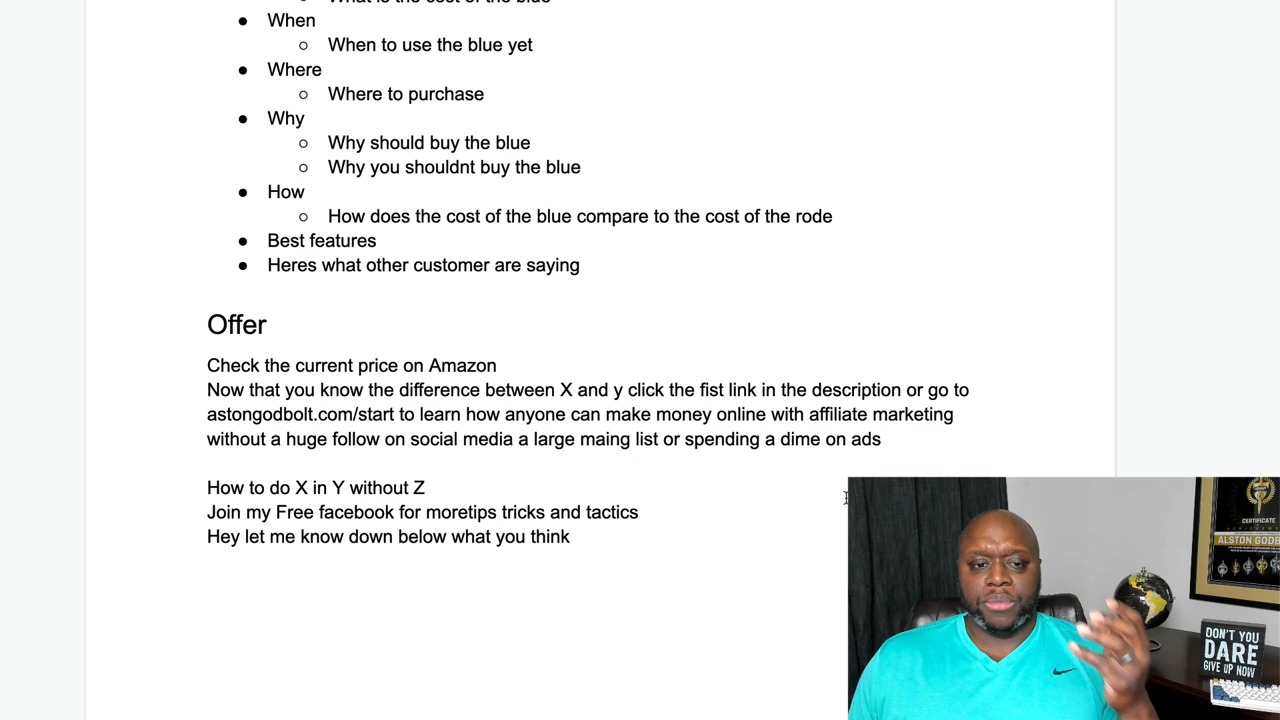 When
When to use the blue yet
Where
Where to purchase
Why
Why should buy the blue
Why you shouldnt buy the blue
How
How does the cost of the blue compare to the cost of the rode
Best features
Heres what other customer are saying
Offer
Check the current price on Amazon
Now that you know the difference between X and y click the fist link in the description or go to
astongodbolt.com/start to learn how anyone can make money online with affiliate marketing
without a huge follow on social media a large maing list or spending a dime on ads
How to do X in Y without Z
Join my Free facebook for moretips tricks and tactics
Hey let me know down below what you think
CERTIFICATE
ALSTON GODB
DON'T YOU
DARE
GIVE UP NOW